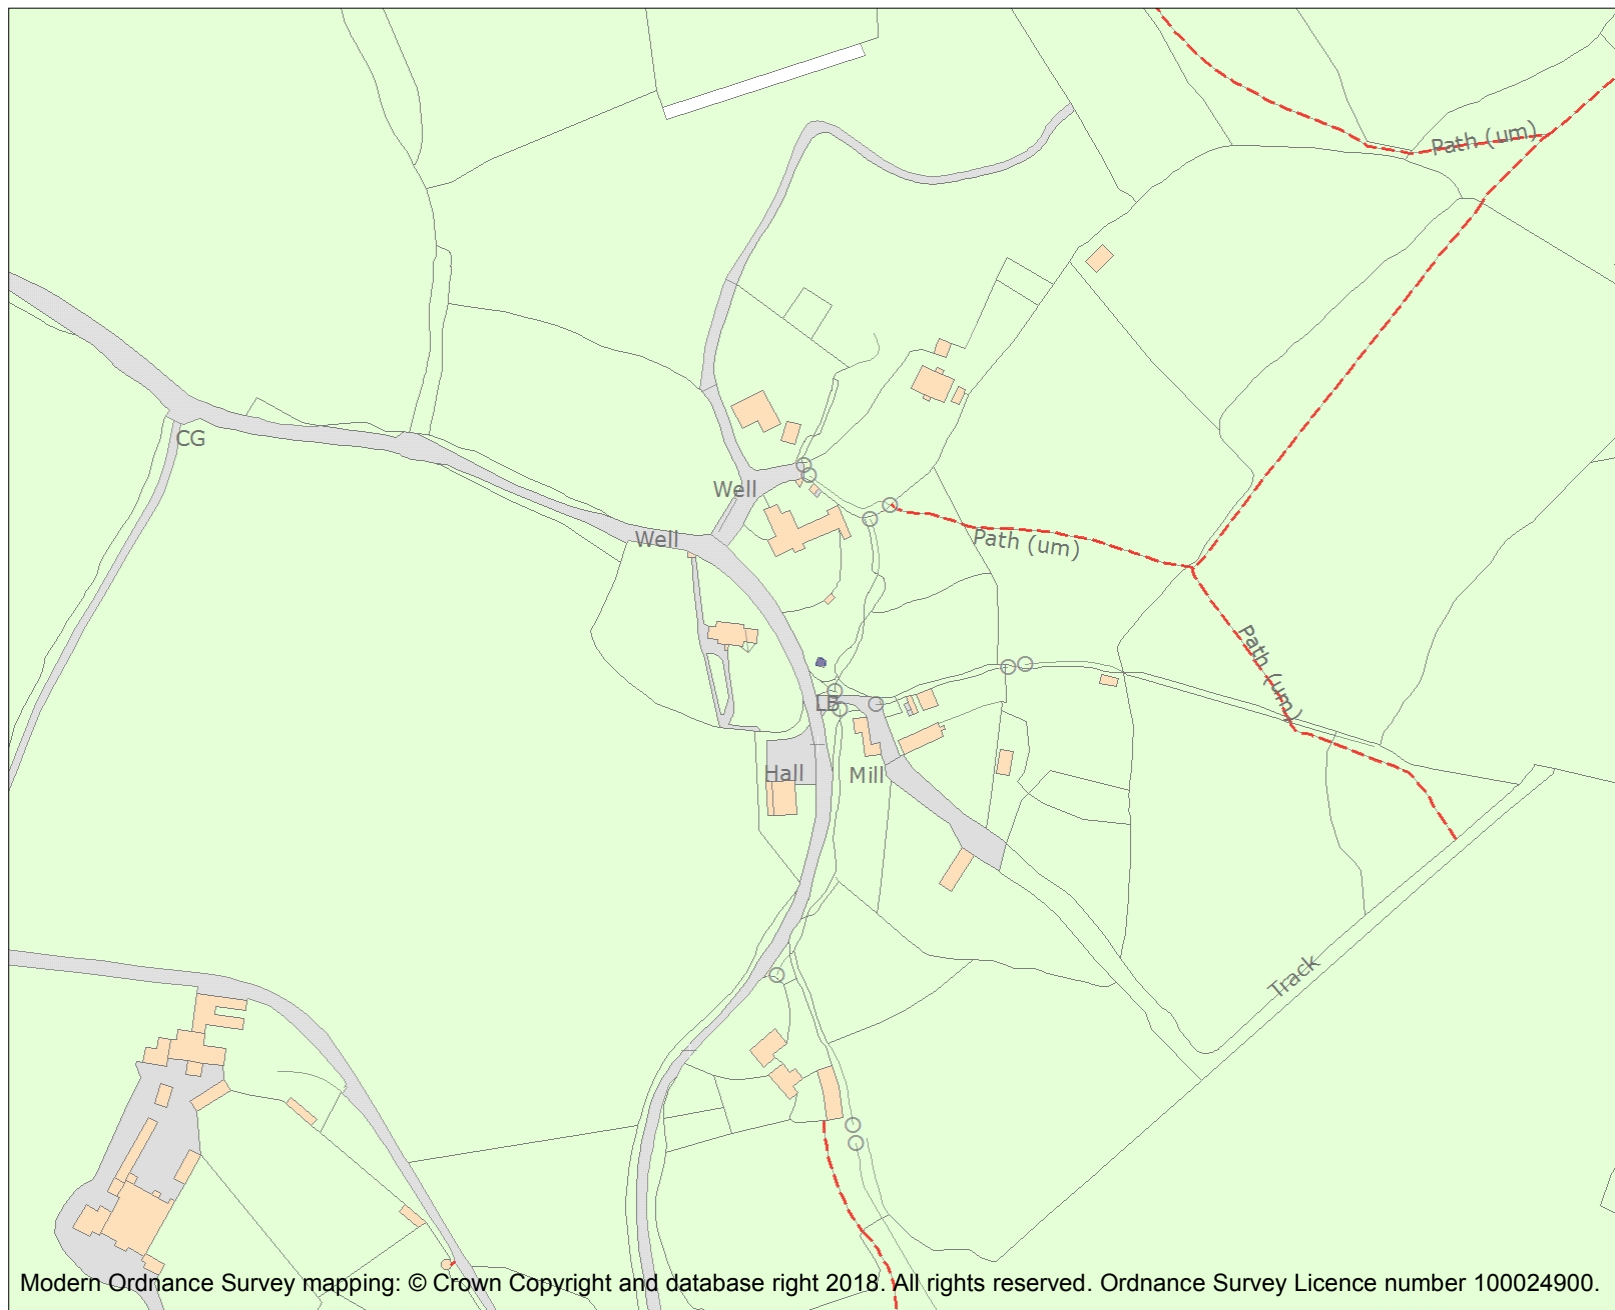 Path (um)
CG
Well
Well
Path (um)
Path (um)
LB
Hall
Mill
Track
Modern Ordnance Survey mapping: © Crown Copyright and database right 2018. All rights reserved. Ordnance Survey Licence number 100024900.